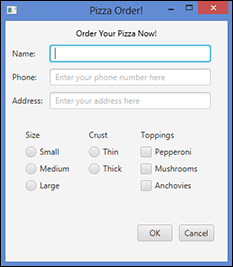 Pizza Order!
Order Your Pizza Now!
Name:
Phone: Enter your phone number here
Address: Enter your address here
Size Crust Toppings
Small Thin Pepperoni
Medium Thick Mushrooms
Large Anchovies
OK Cancel